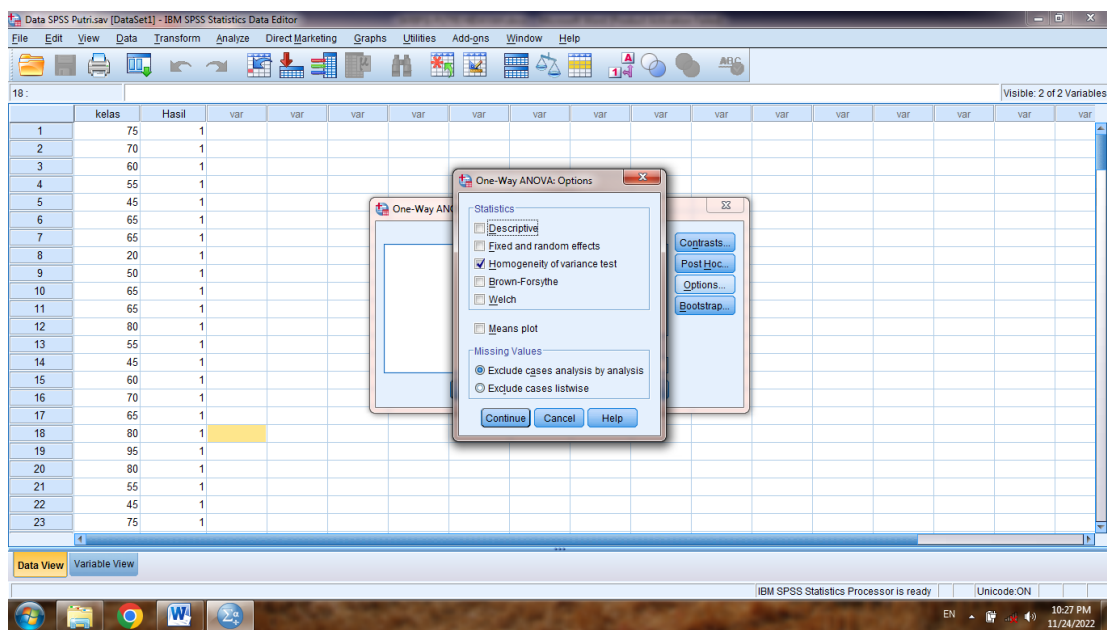 Data SPSS Putri.sav [DataSet1] - IBM SPSS Statistics Data Editor
File Edit View Data Transform Analyze Direct Marketing Graphs Utilities Add-ons Window Help
18 :
Visible: 2 of 2 Variables
kelas Hasil var var var var var var var var var var var var var var var
1 75 1
2 70 1
3 60 1
4 55 1
5 45 1
6 65 1
7 65 1
8 20 1
9 50 1
10 65 1
11 65 1
12 80 1
13 55 1
14 45 1
15 60 1
16 70 1
17 65 1
18 80 1
19 95 1
20 80 1
21 55 1
22 45 1
23 75 1
One-Way
Contrasts...
Post Hoc...
Options...
Bootstrap...
One-Way ANOVA: Options
Statistics
Descriptive
Fixed and random effects
Homogeneity of variance test
Brown-Forsythe
Welch
Means plot
Missing Values
Exclude cases analysis by analysis
Exclude cases listwise
Continue Cancel Help
Data View Variable View
IBM SPSS Statistics Processor is ready Unicode:ON
EN 10:27 PM
11/24/2022